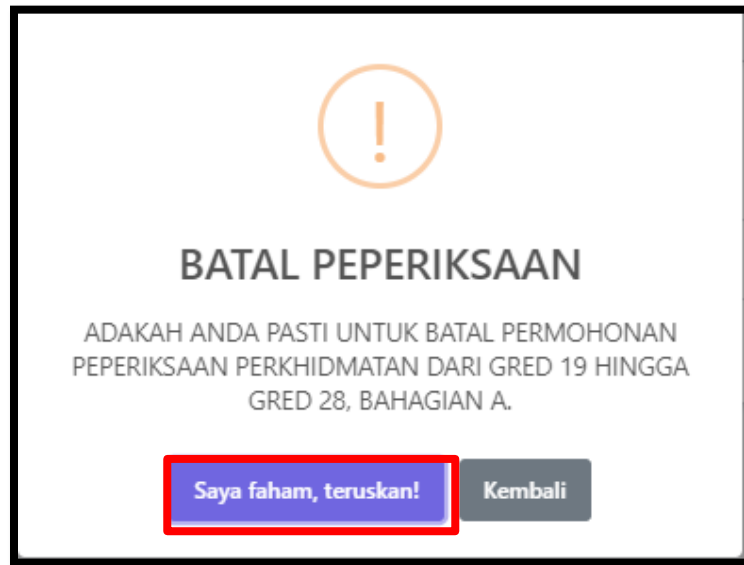 !
BATAL PEPERIKSAAN
ADAKAH ANDA PASTI UNTUK BATAL PERMOHONAN
PEPERIKSAAN PERKHIDMATAN DARI GRED 19 HINGGA
GRED 28, BAHAGIAN A.
Saya faham, teruskan! Kembali